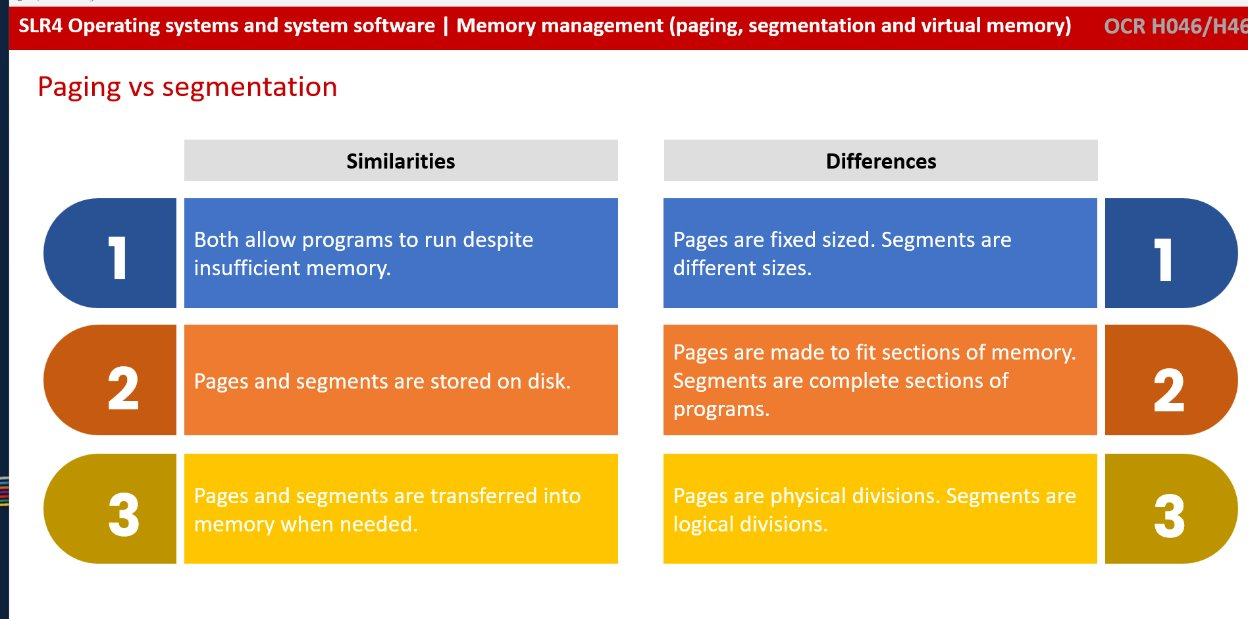 SLR4 Operating systems and system software | Memory management (paging, segmentation and virtual memory) OCR H046/H46
Paging vs segmentation
Similarities
Differences
1
Both allow programs to run despite
insufficient memory.
Pages are fixed sized. Segments are
different sizes.
1
2
Pages and segments are stored on disk.
Pages are made to fit sections of memory.
Segments are complete sections of
programs.
2
3
Pages and segments are transferred into
memory when needed.
Pages are physical divisions. Segments are
logical divisions.
3